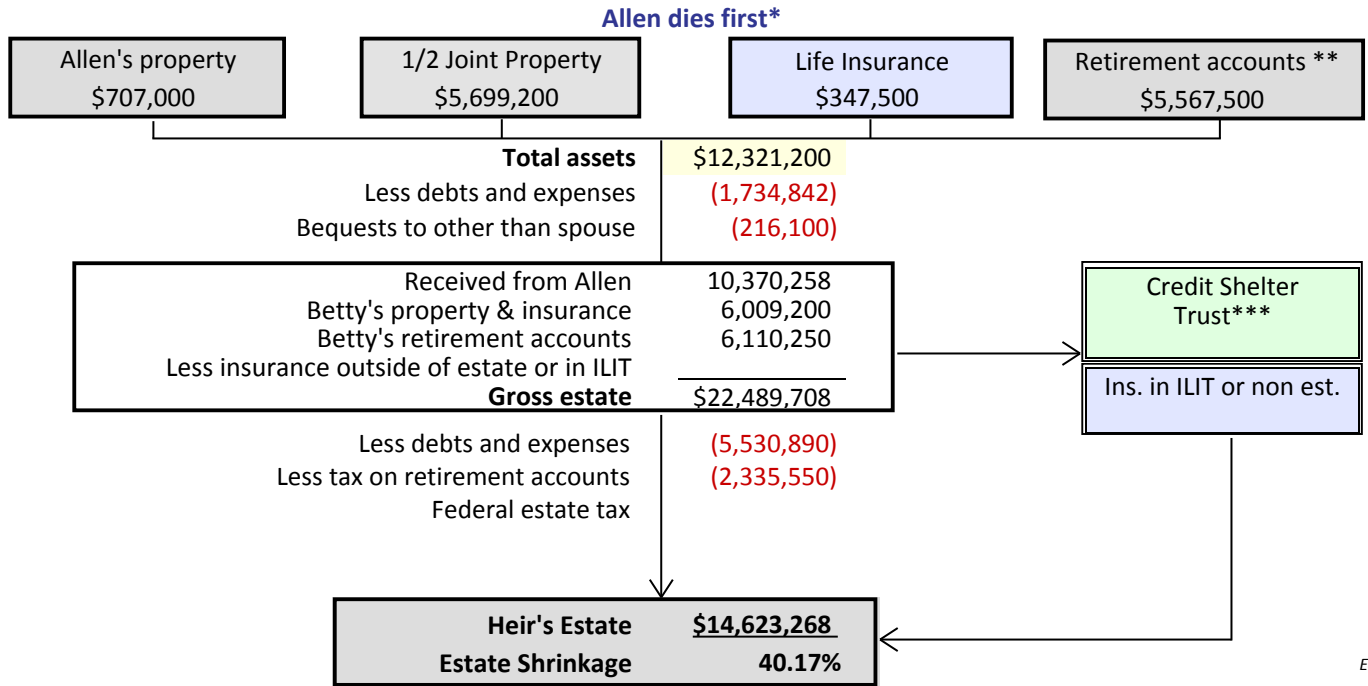 Allen dies first*
Allen's property
$707,000
1/2 Joint Property
$5,699,200
Life Insurance
$347,500
Retirement accounts **
$5,567,500
Total assets $12,321,200
Less debts and expenses (1,734,842)
Bequests to other than spouse (216,100)
Received from Allen 10,370,258
Betty's property & insurance 6,009,200
Betty's retirement accounts 6,110,250
Less insurance outside of estate or in ILIT
Gross estate $22,489,708
Credit Shelter
Trust***
Ins. in ILIT or non est.
Less debts and expenses (5,530,890)
Less tax on retirement accounts (2,335,550)
Federal estate tax
Heir's Estate $14,623,268
Estate Shrinkage 40.17%
E